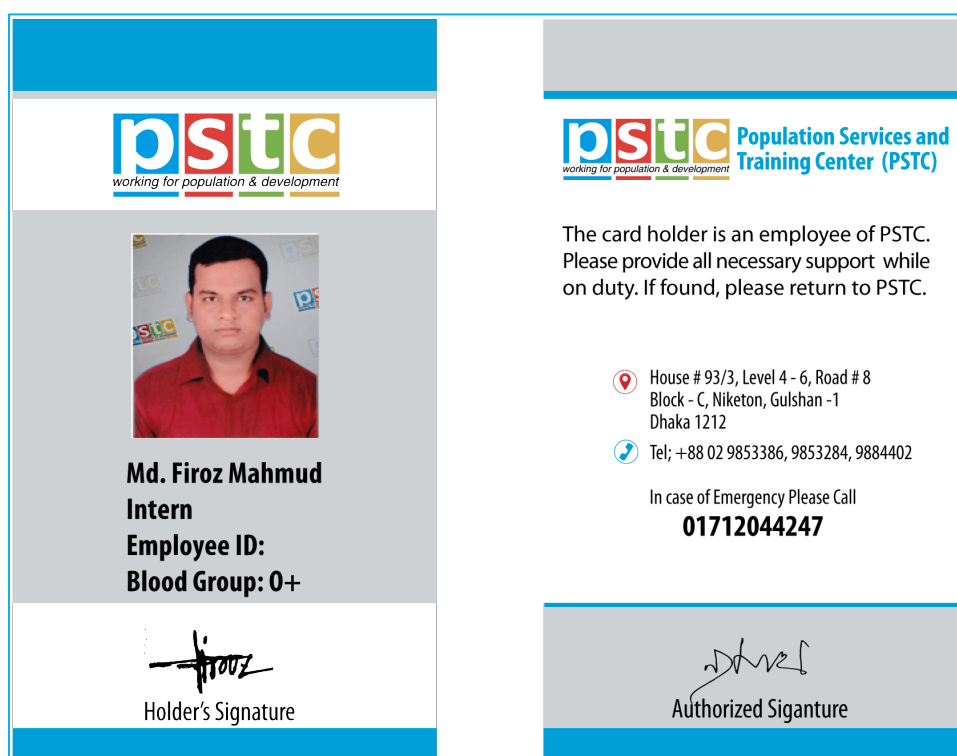 pstc
working for population & development
Md. Firoz Mahmud
Intern
Employee ID:
Blood Group: O+
Firoz
Holder's Signature
pstc
working for population & development
Population Services and
Training Center (PSTC)
The card holder is an employee of PSTC.
Please provide all necessary support while
on duty. If found, please return to PSTC.
House # 93/3, Level 4 - 6, Road # 8
Block - C, Niketon, Gulshan -1
Dhaka 1212
Tel; +88 02 9853386, 9853284, 9884402
In case of Emergency Please Call
01712044247
Authorized Siganture